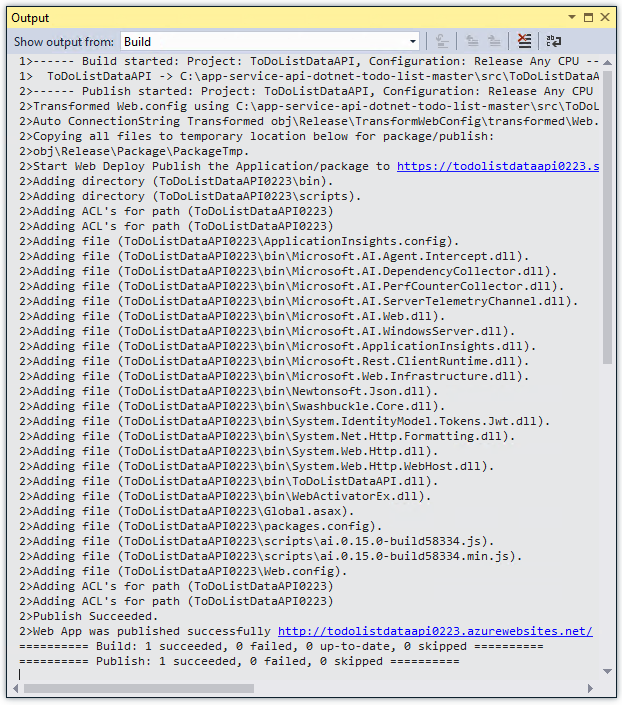 Output
Show output from: Build
1>------ Build started: Project: ToDoListDataAPI, Configuration: Release Any CPU --
1>  ToDoListDataAPI -> C:\app-service-api-dotnet-todo-list-master\src\ToDoListDataA
2>------ Publish started: Project: ToDoListDataAPI, Configuration: Release Any CPU
2>Transformed Web.config using C:\app-service-api-dotnet-todo-list-master\src\ToDoL
2>Auto ConnectionString Transformed obj\Release\TransformWebConfig\transformed\Web.
2>Copying all files to temporary location below for package/publish:
2>obj\Release\Package\PackageTmp.
2>Start Web Deploy Publish the Application/package to https://todolistdataapi0223.s
2>Adding directory (ToDoListDataAPI0223\bin).
2>Adding directory (ToDoListDataAPI0223\scripts).
2>Adding ACL's for path (ToDoListDataAPI0223)
2>Adding ACL's for path (ToDoListDataAPI0223)
2>Adding file (ToDoListDataAPI0223\ApplicationInsights.config).
2>Adding file (ToDoListDataAPI0223\bin\Microsoft.AI.Agent.Intercept.dll).
2>Adding file (ToDoListDataAPI0223\bin\Microsoft.AI.DependencyCollector.dll).
2>Adding file (ToDoListDataAPI0223\bin\Microsoft.AI.PerfCounterCollector.dll).
2>Adding file (ToDoListDataAPI0223\bin\Microsoft.AI.ServerTelemetryChannel.dll).
2>Adding file (ToDoListDataAPI0223\bin\Microsoft.AI.Web.dll).
2>Adding file (ToDoListDataAPI0223\bin\Microsoft.AI.WindowsServer.dll).
2>Adding file (ToDoListDataAPI0223\bin\Microsoft.ApplicationInsights.dll).
2>Adding file (ToDoListDataAPI0223\bin\Microsoft.Rest.ClientRuntime.dll).
2>Adding file (ToDoListDataAPI0223\bin\Microsoft.Web.Infrastructure.dll).
2>Adding file (ToDoListDataAPI0223\bin\Newtonsoft.Json.dll).
2>Adding file (ToDoListDataAPI0223\bin\Swashbuckle.Core.dll).
2>Adding file (ToDoListDataAPI0223\bin\System.IdentityModel.Tokens.Jwt.dll).
2>Adding file (ToDoListDataAPI0223\bin\System.Net.Http.Formatting.dll).
2>Adding file (ToDoListDataAPI0223\bin\System.Web.Http.dll).
2>Adding file (ToDoListDataAPI0223\bin\System.Web.Http.WebHost.dll).
2>Adding file (ToDoListDataAPI0223\bin\ToDoListDataAPI.dll).
2>Adding file (ToDoListDataAPI0223\bin\WebActivatorEx.dll).
2>Adding file (ToDoListDataAPI0223\Global.asax).
2>Adding file (ToDoListDataAPI0223\packages.config).
2>Adding file (ToDoListDataAPI0223\scripts\ai.0.15.0-build58334.js).
2>Adding file (ToDoListDataAPI0223\scripts\ai.0.15.0-build58334.min.js).
2>Adding file (ToDoListDataAPI0223\Web.config).
2>Adding ACL's for path (ToDoListDataAPI0223)
2>Adding ACL's for path (ToDoListDataAPI0223)
2>Publish Succeeded.
2>Web App was published successfully http://todolistdataapi0223.azurewebsites.net/
========== Build: 1 succeeded, 0 failed, 0 up-to-date, 0 skipped ==========
========== Publish: 1 succeeded, 0 failed, 0 skipped ==========